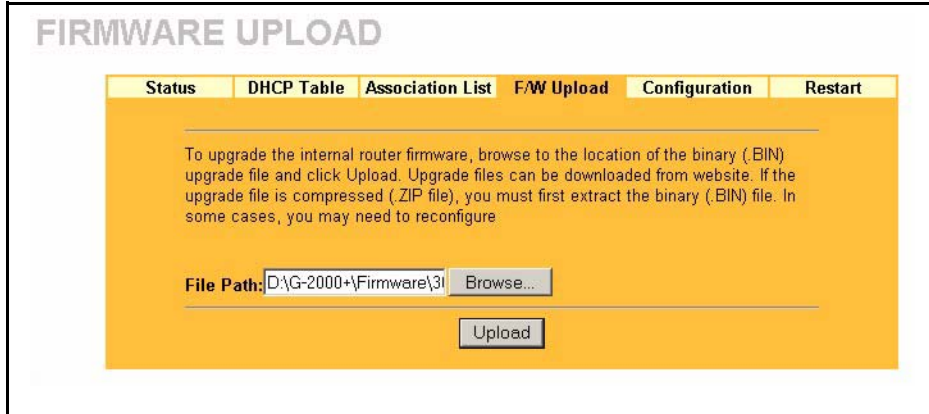 FIRMWARE UPLOAD
Status DHCP Table Association List F/W Upload Configuration Restart
To upgrade the internal router firmware, browse to the location of the binary (.BIN)
upgrade file and click Upload. Upgrade files can be downloaded from website. If the
upgrade file is compressed (.ZIP file), you must first extract the binary (.BIN) file. In
some cases, you may need to reconfigure
File Path: D:\G-2000+\Firmware\3 Browse...
Upload